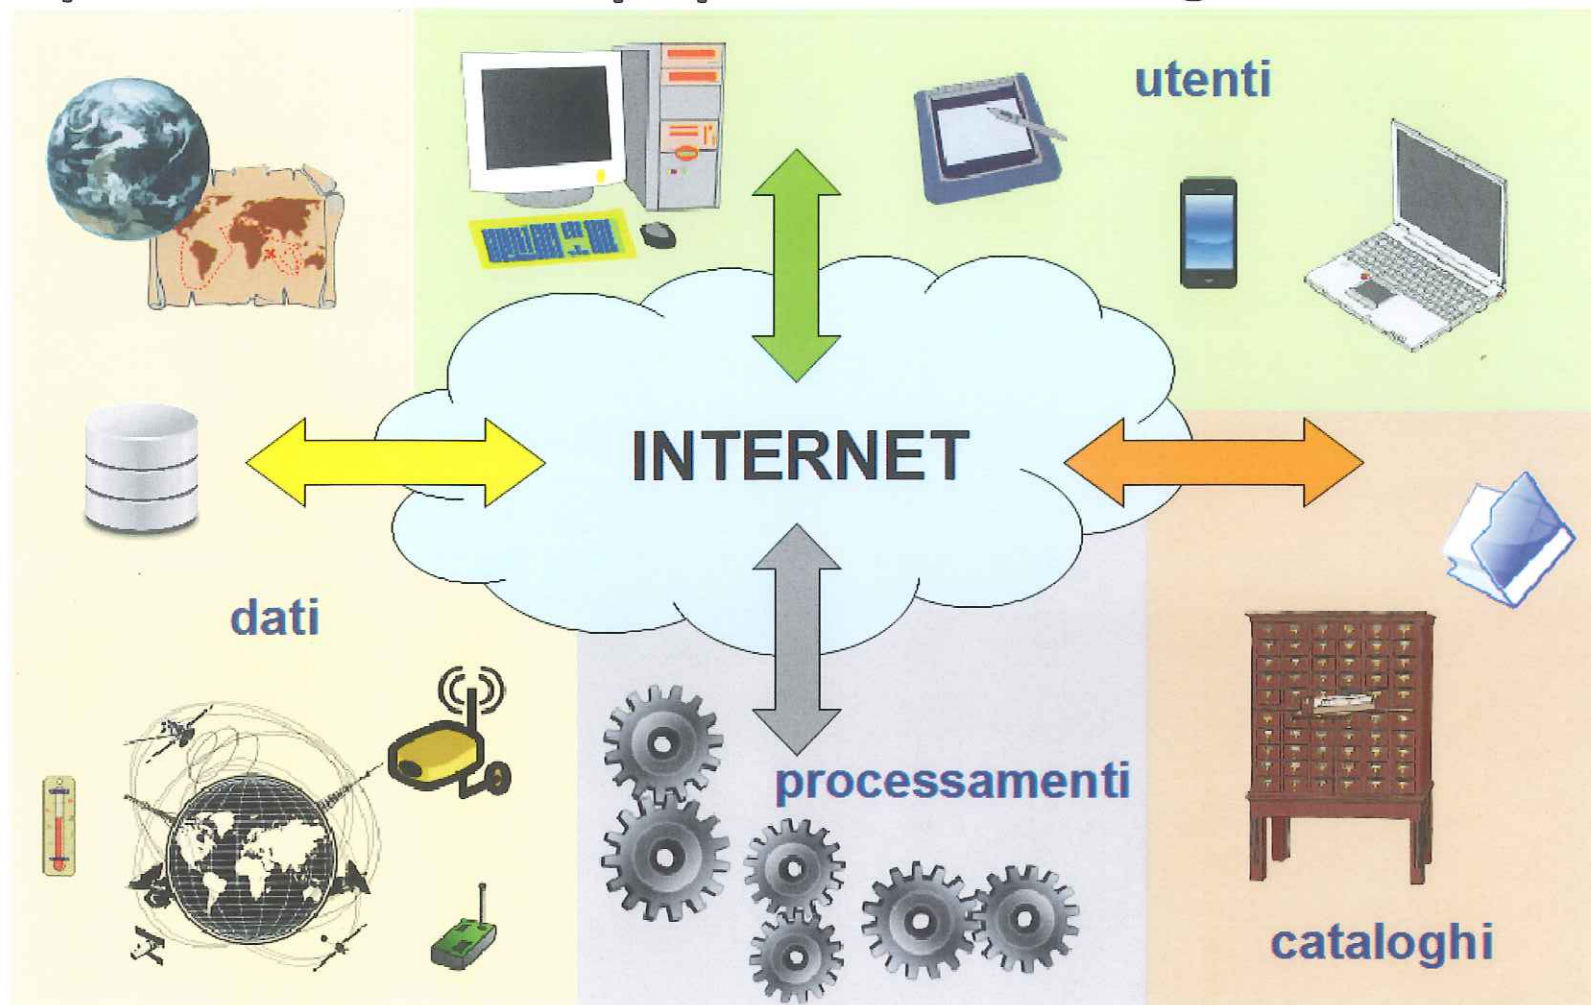 utenti
INTERNET
dati
processamenti
cataloghi